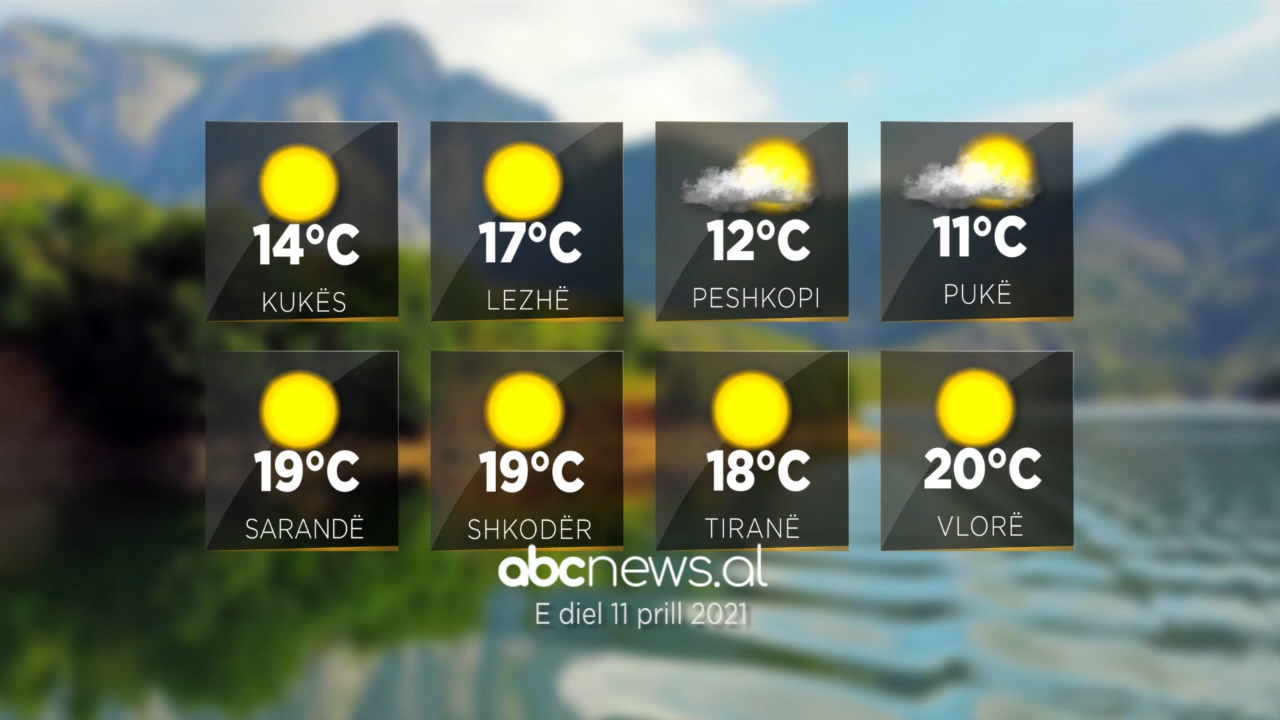 14°C
KUKËS
17°C
LEZHË
12°C
PESHKOPI
11°C
PUKË
19°C
SARANDË
19°C
SHKODËR
18°C
TIRANË
20°C
VLORË
abcnews.al
E diel 11 prill 2021